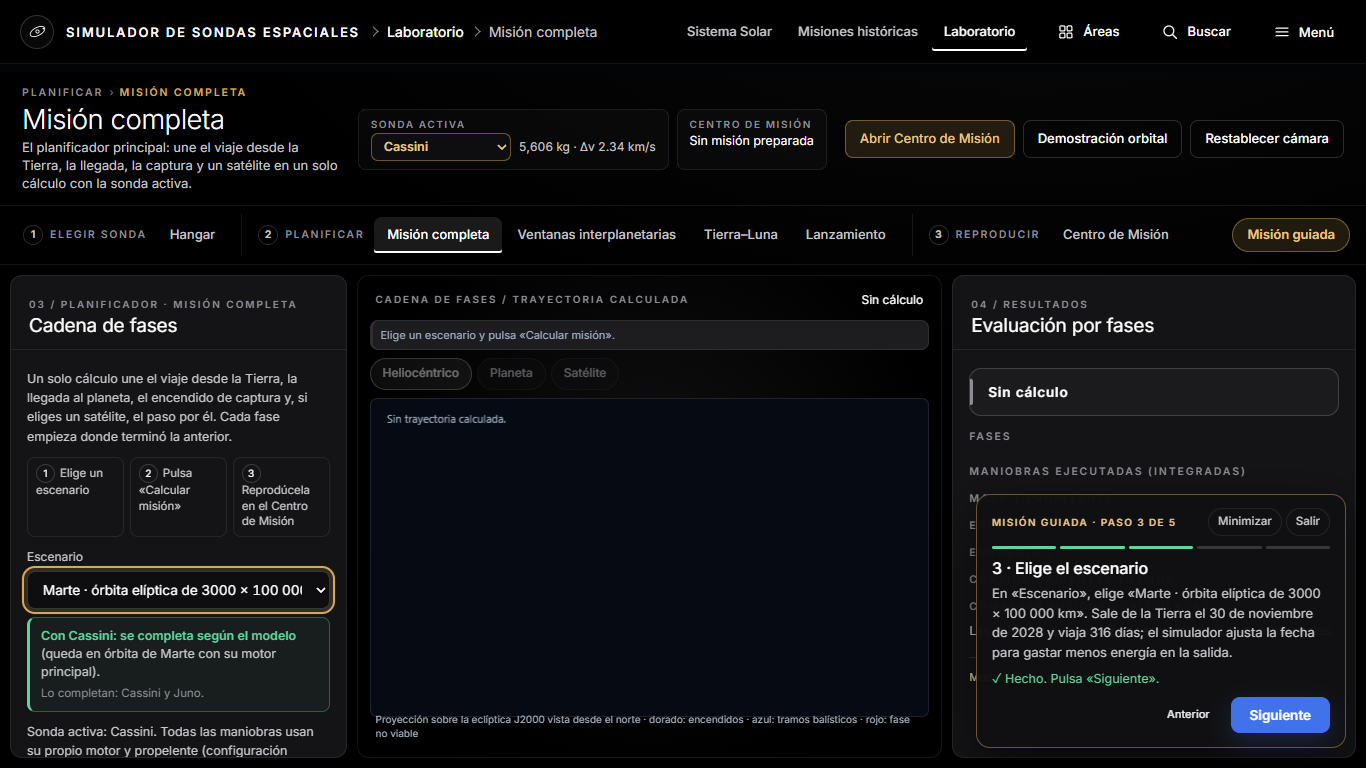 SIMULADOR DE SONDAS ESPACIALES > Laboratorio > Misión completa
Sistema Solar Misiones históricas Laboratorio Áreas Buscar Menú
PLANIFICAR › MISIÓN COMPLETA
Misión completa
El planificador principal: une el viaje desde la
Tierra, la llegada, la captura y un satélite en un solo
cálculo con la sonda activa.
SONDA ACTIVA
Cassini 5,606 kg · Δv 2.34 km/s
CENTRO DE MISIÓN
Sin misión preparada
Abrir Centro de Misión Demostración orbital Restablecer cámara
1 ELEGIR SONDA Hangar 2 PLANIFICAR Misión completa Ventanas interplanetarias Tierra–Luna Lanzamiento 3 REPRODUCIR Centro de Misión Misión guiada
03 / PLANIFICADOR · MISIÓN COMPLETA
Cadena de fases
Un solo cálculo une el viaje desde la Tierra, la
llegada al planeta, el encendido de captura y, si
eliges un satélite, el paso por él. Cada fase
empieza donde terminó la anterior.
1 Elige un
escenario
2 Pulsa
«Calcular
misión»
3
Reprodúcela
en el Centro
de Misión
Escenario
Marte · órbita elíptica de 3000 × 100 00
Con Cassini: se completa según el modelo
(queda en órbita de Marte con su motor
principal).
Lo completan: Cassini y Juno.
Sonda activa: Cassini. Todas las maniobras usan
su propio motor y propelente (configuración
CADENA DE FASES / TRAYECTORIA CALCULADA
Sin cálculo
Elige un escenario y pulsa «Calcular misión».
Heliocéntrico Planeta Satélite
Sin trayectoria calculada.
Proyección sobre la eclíptica J2000 vista desde el norte · dorado: encendidos · azul: tramos balísticos · rojo: fase
no viable
04 / RESULTADOS
Evaluación por fases
Sin cálculo
FASES
MANIOBRAS EJECUTADAS (INTEGRADAS)
MISIÓN GUIADA · PASO 3 DE 5
Minimizar Salir
3 · Elige el escenario
En «Escenario», elige «Marte · órbita elíptica de 3000
× 100 000 km». Sale de la Tierra el 30 de noviembre
de 2028 y viaja 316 días; el simulador ajusta la fecha
para gastar menos energía en la salida.
✓ Hecho. Pulsa «Siguiente».
Anterior Siguiente